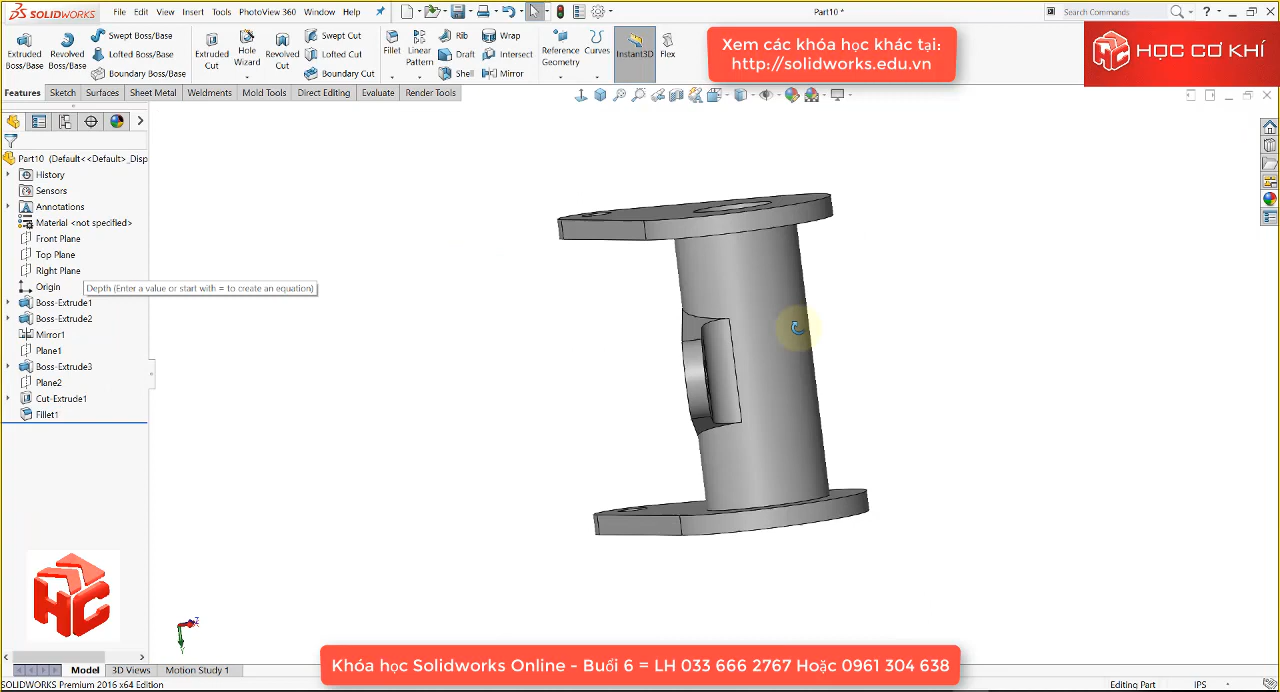 SOLIDWORKS File Edit View Insert Tools PhotoView 360 Window Help Part10 * Search Commands
Extruded Boss/Base
Revolved Boss/Base
Swept Boss/Base
Lofted Boss/Base
Boundary Boss/Base
Extruded Cut
Hole Wizard
Revolved Cut
Swept Cut
Lofted Cut
Boundary Cut
Fillet
Linear Pattern
Rib
Draft
Shell
Wrap
Intersect
Mirror
Reference Geometry
Curves
Instant3D
Flex
Xem các khóa học khác tại:
http://solidworks.edu.vn
HỌC CƠ KHÍ
Features Sketch Surfaces Sheet Metal Weldments Mold Tools Direct Editing Evaluate Render Tools
Part10 (Default<<Default>_Disp
History
Sensors
Annotations
Material <not specified>
Front Plane
Top Plane
Right Plane
Origin
Depth (Enter a value or start with = to create an equation)
Boss-Extrude1
Boss-Extrude2
Mirror1
Plane1
Boss-Extrude3
Plane2
Cut-Extrude1
Fillet1
HC
Model 3D Views Motion Study 1
Khóa học Solidworks Online - Buổi 6 = LH 033 666 2767 Hoặc 0961 304 638
SOLIDWORKS Premium 2016 x64 Edition Editing Part IPS